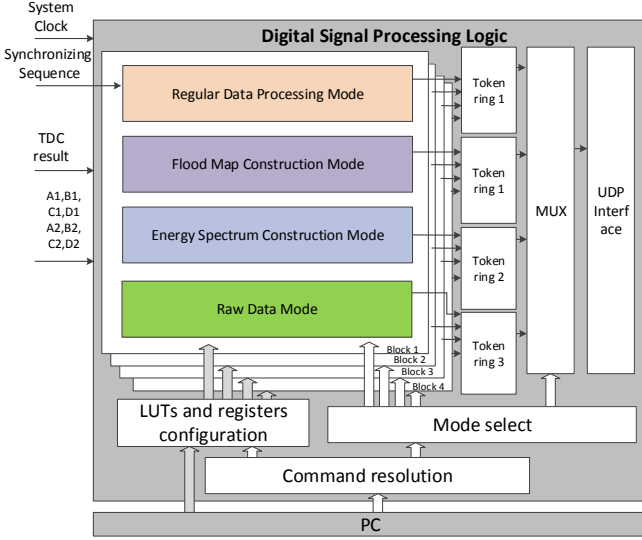 System
Clock
Synchronizing
Sequence
TDC
result
A1,B1,
C1,D1
A2,B2,
C2,D2
Digital Signal Processing Logic
Regular Data Processing Mode
Flood Map Construction Mode
Energy Spectrum Construction Mode
Raw Data Mode
Block 1
Block 2
Block 3
Block 4
Token
ring 1
Token
ring 1
Token
ring 2
Token
ring 3
MUX
UDP
Interf
ace
LUTs and registers
configuration
Mode select
Command resolution
PC